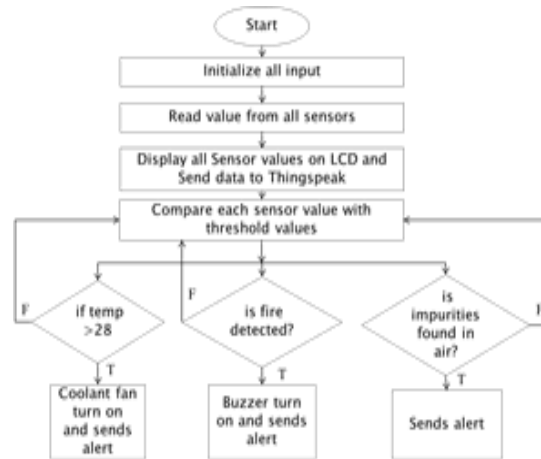 Start
Initialize all input
Read value from all sensors
Display all Sensor values on LCD and
Send data to Thingspeak
Compare each sensor value with
threshold values
F
if temp
>28
T
Coolant fan
turn on
and sends
alert
F
is fire
detected?
T
Buzzer turn
on and sends
alert
is
impurities
found in
air?
F
T
Sends alert